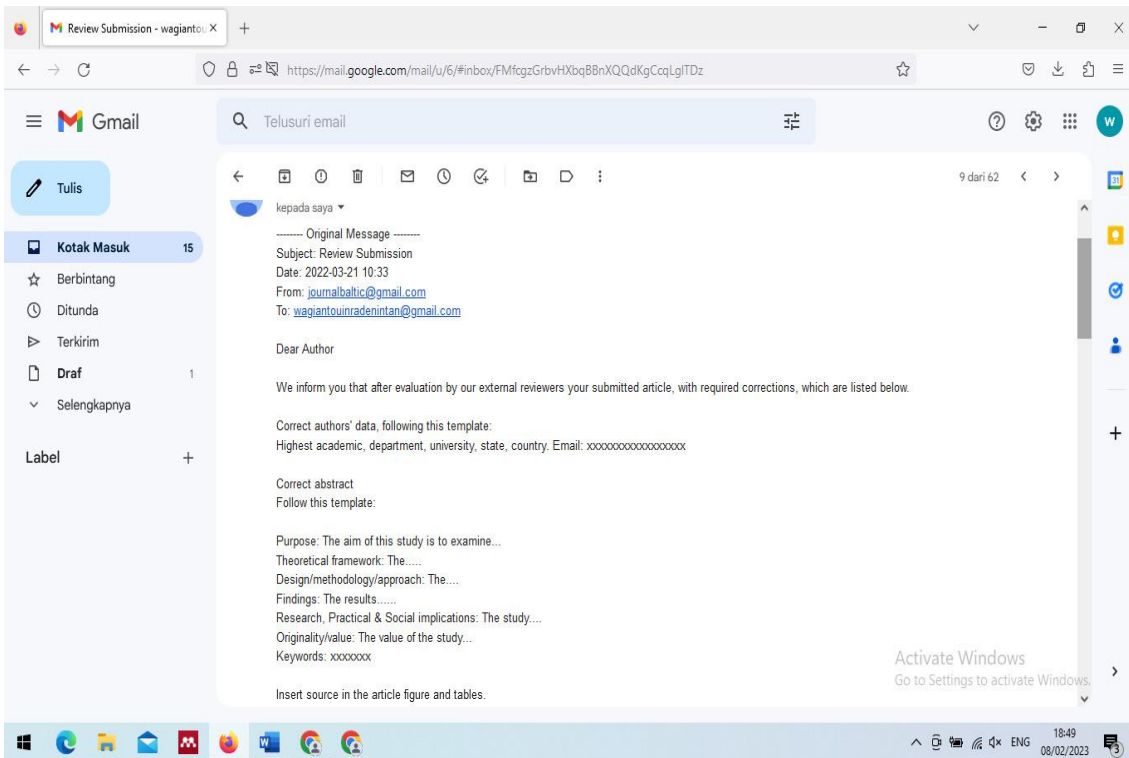 Review Submission - wagiantou
https://mail.google.com/mail/u/6/#inbox/FMfcgzGrbvHXbqBBnXQQdKgCcqLgITDz
Gmail
Telusuri email
W
Tulis
9 dari 62
31
kepada saya
Kotak Masuk 15
Berbintang
Ditunda
Terkirim
Draf 1
Selengkapnya
Label
-------- Original Message --------
Subject: Review Submission
Date: 2022-03-21 10:33
From: journalbaltic@gmail.com
To: wagiantouinradenintan@gmail.com
Dear Author
We inform you that after evaluation by our external reviewers your submitted article, with required corrections, which are listed below.
Correct authors' data, following this template:
Highest academic, department, university, state, country. Email: xxxxxxxxxxxxxxxxx
Correct abstract
Follow this template:
Purpose: The aim of this study is to examine...
Theoretical framework: The.....
Design/methodology/approach: The....
Findings: The results......
Research, Practical & Social implications: The study....
Originality/value: The value of the study...
Keywords: xxxxxxx
Insert source in the article figure and tables.
Activate Windows
Go to Settings to activate Windows.
ENG
18:49
08/02/2023
3